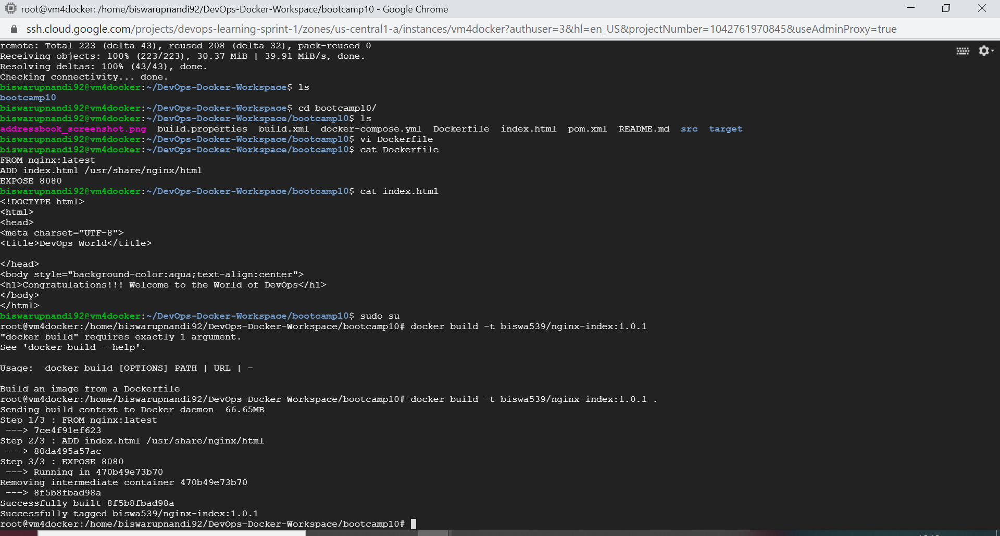 root@vm4docker: /home/biswarupnandi92/DevOps-Docker-Workspace/bootcamp10 - Google Chrome
ssh.cloud.google.com/projects/devops-learning-sprint-1/zones/us-central1-a/instances/vm4docker?authuser=3&hl=en_US&projectNumber=1042761970845&useAdminProxy=true
remote: Total 223 (delta 43), reused 208 (delta 32), pack-reused 0
Receiving objects: 100% (223/223), 30.37 MiB | 39.91 MiB/s, done.
Resolving deltas: 100% (43/43), done.
Checking connectivity... done.
biswarupnandi92@vm4docker:~/DevOps-Docker-Workspace$ ls
bootcamp10
biswarupnandi92@vm4docker:~/DevOps-Docker-Workspace$ cd bootcamp10/
biswarupnandi92@vm4docker:~/DevOps-Docker-Workspace/bootcamp10$ ls
addressbook_screenshot.png  build.properties  build.xml  docker-compose.yml  Dockerfile  index.html  pom.xml  README.md  src  target
biswarupnandi92@vm4docker:~/DevOps-Docker-Workspace/bootcamp10$ vi Dockerfile
biswarupnandi92@vm4docker:~/DevOps-Docker-Workspace/bootcamp10$ cat Dockerfile
FROM nginx:latest
ADD index.html /usr/share/nginx/html
EXPOSE 8080
biswarupnandi92@vm4docker:~/DevOps-Docker-Workspace/bootcamp10$ cat index.html
<!DOCTYPE html>
<html>
<head>
<meta charset="UTF-8">
<title>DevOps World</title>

</head>
<body style="background-color:aqua;text-align:center">
<h1>Congratulations!!! Welcome to the World of DevOps</h1>
</body>
</html>
biswarupnandi92@vm4docker:~/DevOps-Docker-Workspace/bootcamp10$ sudo su
root@vm4docker:/home/biswarupnandi92/DevOps-Docker-Workspace/bootcamp10# docker build -t biswa539/nginx-index:1.0.1
"docker build" requires exactly 1 argument.
See 'docker build --help'.

Usage:  docker build [OPTIONS] PATH | URL | -

Build an image from a Dockerfile
root@vm4docker:/home/biswarupnandi92/DevOps-Docker-Workspace/bootcamp10# docker build -t biswa539/nginx-index:1.0.1 .
Sending build context to Docker daemon  66.65MB
Step 1/3 : FROM nginx:latest
 ---> 7ce4f91ef623
Step 2/3 : ADD index.html /usr/share/nginx/html
 ---> 80da495a57ac
Step 3/3 : EXPOSE 8080
 ---> Running in 470b49e73b70
Removing intermediate container 470b49e73b70
 ---> 8f5b8fbad98a
Successfully built 8f5b8fbad98a
Successfully tagged biswa539/nginx-index:1.0.1
root@vm4docker:/home/biswarupnandi92/DevOps-Docker-Workspace/bootcamp10#